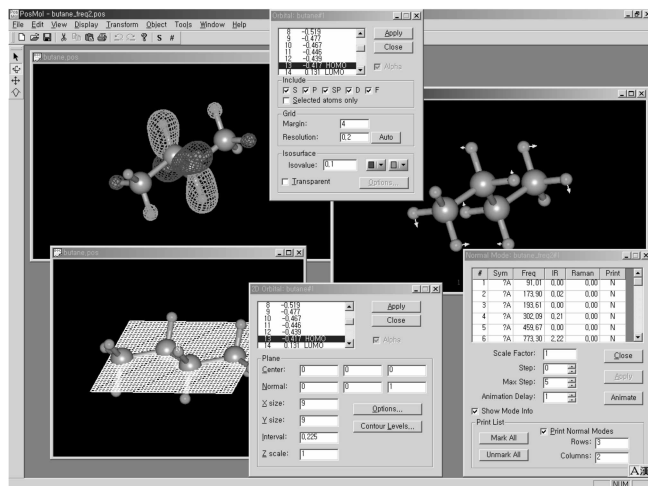 PosMol - butane_freq2.pos
File Edit View Display Transform Object Tools Window Help
S #
butane.pos
Orbital: butane#1
8 -0.519
9 -0.477
10 -0.467
11 -0.446
12 -0.439
13 -0.417 HOMO
14 0.131 LUMO
Apply
Close
Alpha
Include
S P SP D F
Selected atoms only
Grid
Margin: 4
Resolution: 0.2 Auto
Isosurface
Isovalue: 0.1
Transparent Options...
butane.pos
2D Orbital: butane#1
8 -0.519
9 -0.477
10 -0.467
11 -0.446
12 -0.439
13 -0.417 HOMO
14 0.131 LUMO
Apply
Close
Alpha
Plane
Center: 0 0 0
Normal: 0 0 1
X size: 9
Y size: 9
Interval: 0.225
Z scale: 1
Options...
Contour Levels...
# Sym Freq IR Raman Print
1 ?A 91.01 0.00 0.00 N
2 ?A 173.90 0.02 0.00 N
3 ?A 193.61 0.00 0.00 N
4 ?A 302.09 0.21 0.00 N
5 ?A 459.67 0.00 0.00 N
6 ?A 773.30 2.22 0.00 N
Scale Factor: 1
Step: 0
Max Step: 5
Animation Delay: 1
Close
Apply
Animate
Show Mode Info
Print List
Mark All
Unmark All
Print Normal Modes
Rows: 3
Columns: 2
A漢
NUM